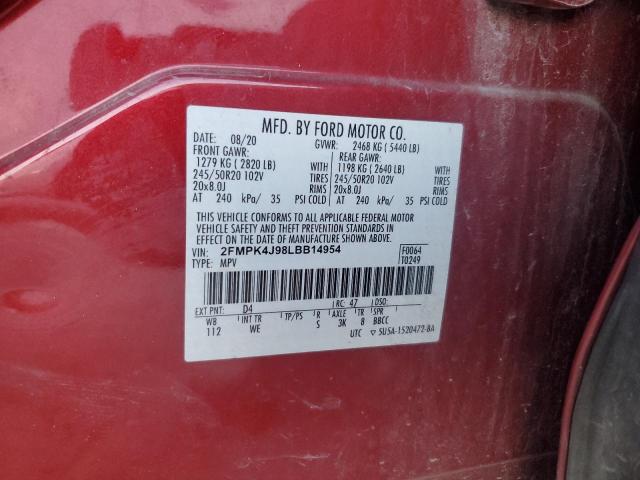 MFD. BY FORD MOTOR CO.
DATE: 08/20 GVWR: 2468 KG ( 5440 LB)
FRONT GAWR: REAR GAWR:
1279 KG ( 2820 LB) 1198 KG ( 2640 LB)
245/50R20 102V TIRES 245/50R20 102V TIRES
20x8.0J RIMS 20x8.0J RIMS
AT 240 kPa/ 35 PSI COLD AT 240 kPa/ 35 PSI COLD
THIS VEHICLE CONFORMS TO ALL APPLICABLE FEDERAL MOTOR
VEHICLE SAFETY AND THEFT PREVENTION STANDARDS IN
EFFECT ON THE DATE OF MANUFACTURE SHOWN ABOVE.
VIN: 2FMPK4J98LBB14954 F0064
TYPE: MPV T0249
EXT PNT: D4 RC: 47 DSO:
WB INT TR TP/PS R AXLE TR SPR
112 WE S 3K 8 BBCC
UTC ▽ 5U5A-1520472-BA